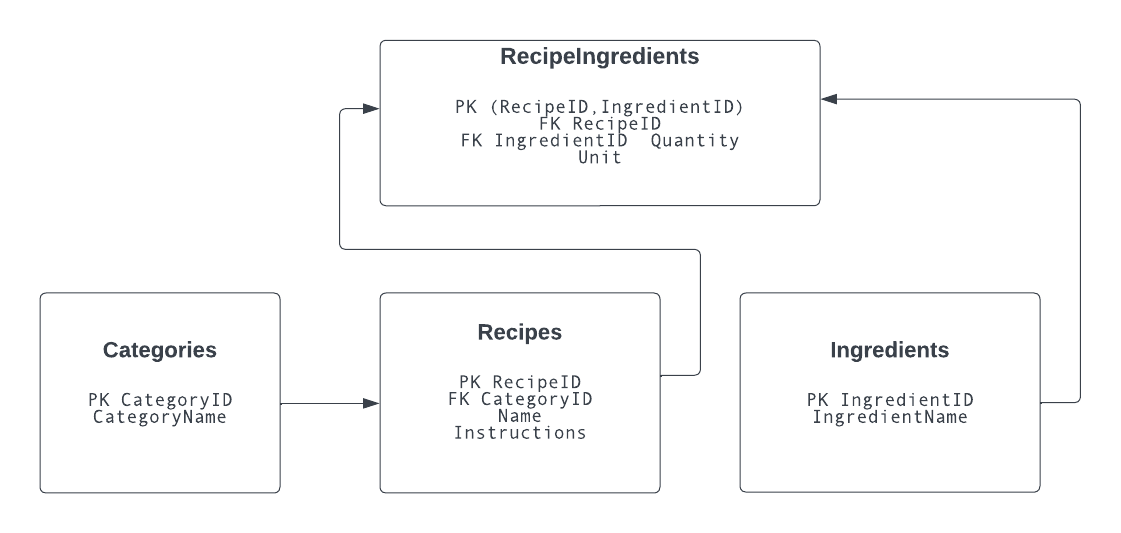 RecipeIngredients
PK (RecipeID,IngredientID)
FK RecipeID
FK IngredientID  Quantity
Unit
Categories
PK CategoryID
CategoryName
Recipes
PK RecipeID
FK CategoryID
Name
Instructions
Ingredients
PK IngredientID
IngredientName